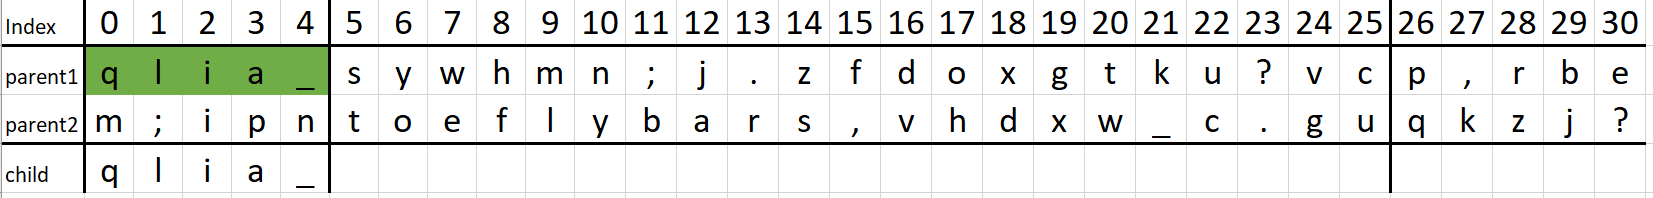 Index 0 1 2 3 4 5 6 7 8 9 10 11 12 13 14 15 16 17 18 19 20 21 22 23 24 25 26 27 28 29 30
parent1 q l i a _ s y w h m n ; j . z f d o x g t k u ? v c p , r b e
parent2 m ; i p n t o e f l y b a r s , v h d x w _ c . g u q k z j ?
child q l i a _